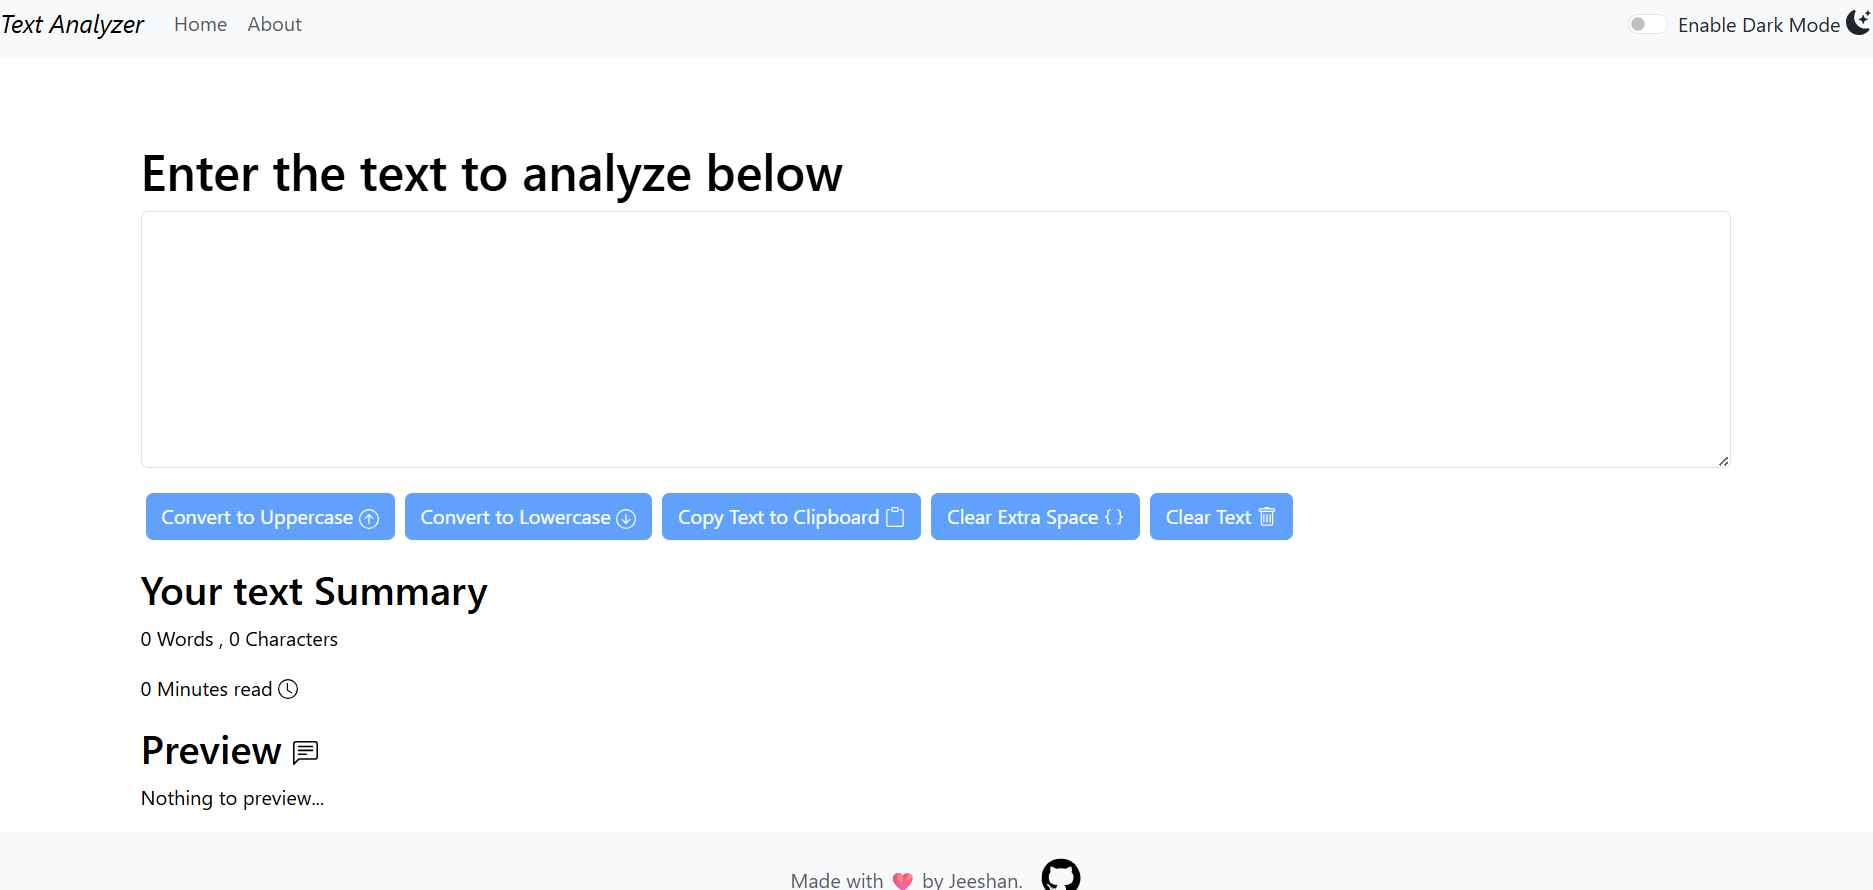 Text Analyzer Home About Enable Dark Mode
Enter the text to analyze below
Convert to Uppercase Convert to Lowercase Copy Text to Clipboard Clear Extra Space { } Clear Text
Your text Summary
0 Words , 0 Characters
0 Minutes read
Preview
Nothing to preview...
Made with by Jeeshan.